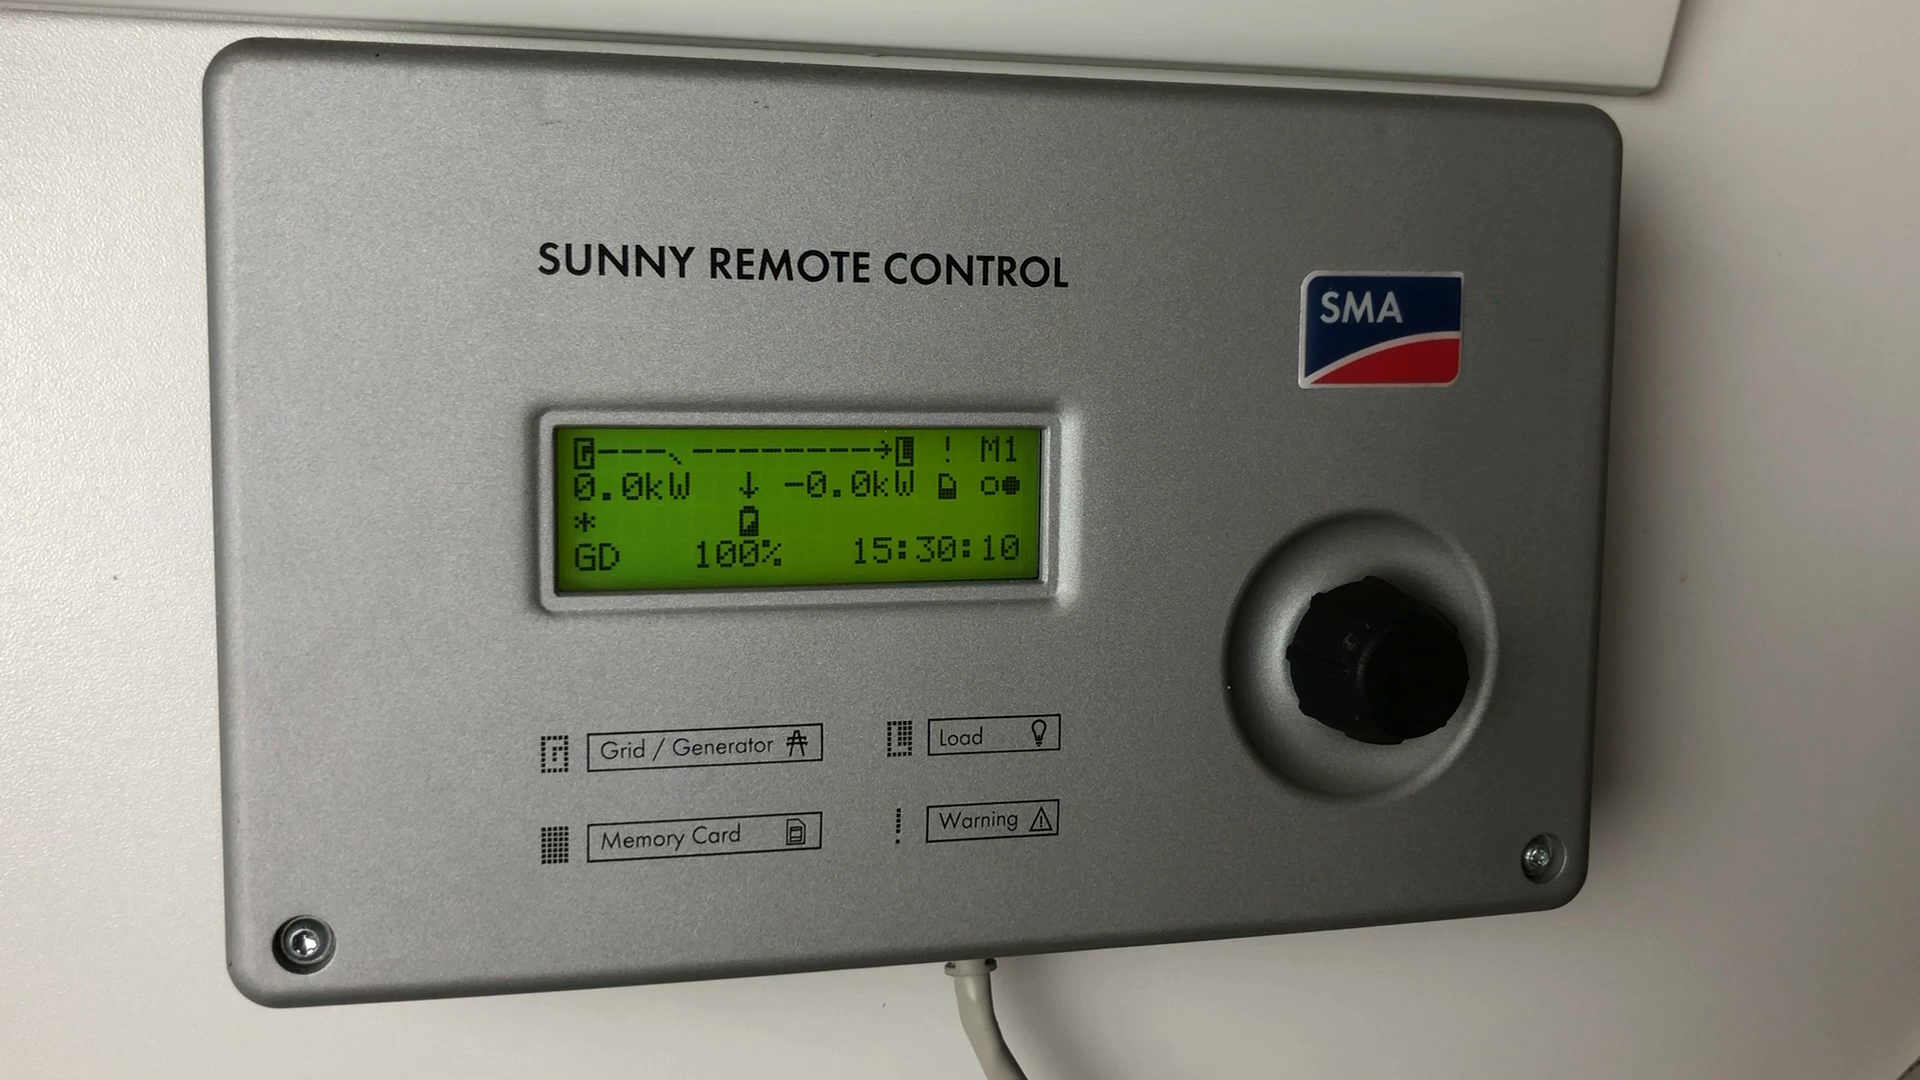 SUNNY REMOTE CONTROL
SMA
G--- --------→L ! M1
0.0kW ↓ -0.0kW
*
GD 100% 15:30:10
Grid / Generator
Load
Memory Card
! Warning